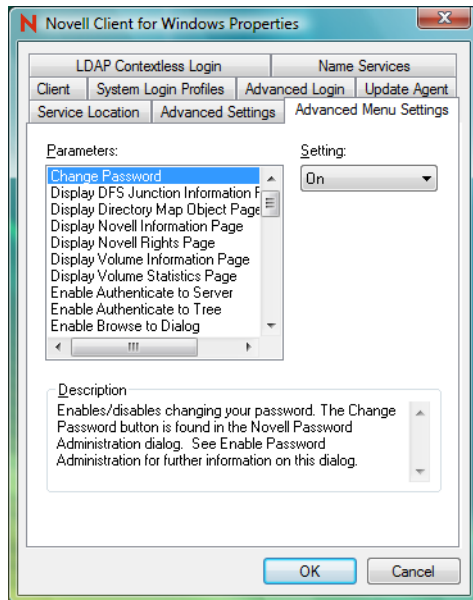 Novell Client for Windows Properties
LDAP Contextless Login Name Services
Client System Login Profiles Advanced Login Update Agent
Service Location Advanced Settings Advanced Menu Settings
Parameters: Setting:
Change Password On
Display DFS Junction Information F
Display Directory Map Object Page
Display Novell Information Page
Display Novell Rights Page
Display Volume Information Page
Display Volume Statistics Page
Enable Authenticate to Server
Enable Authenticate to Tree
Enable Browse to Dialog
Description
Enables/disables changing your password. The Change
Password button is found in the Novell Password
Administration dialog. See Enable Password
Administration for further information on this dialog.
OK Cancel